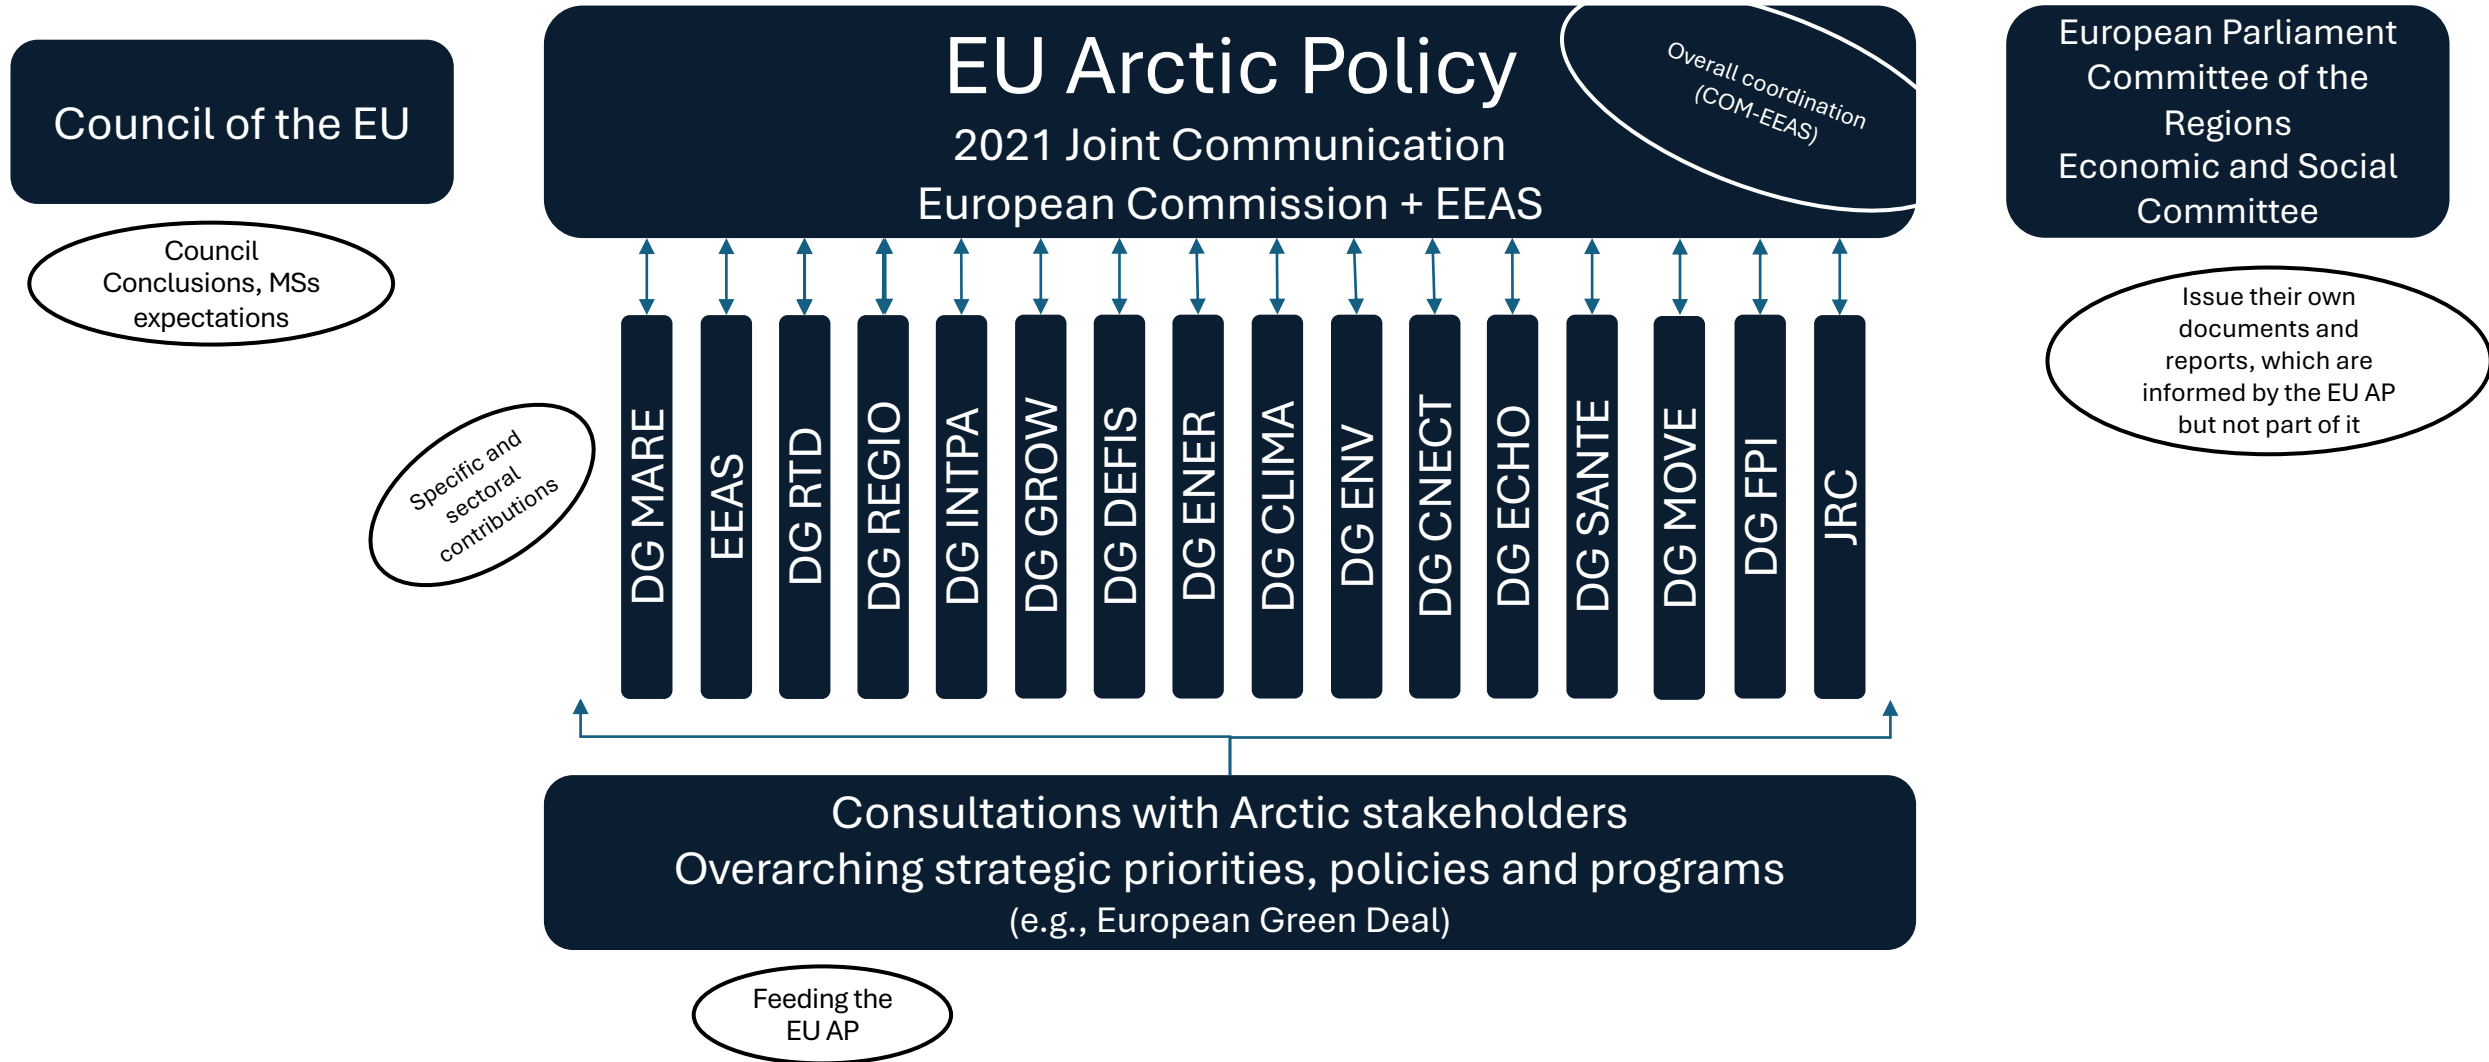 Council of the EU
Council
Conclusions, MSs
expectations
EU Arctic Policy
2021 Joint Communication
European Commission + EEAS
Overall coordination
(COM-EEAS)
European Parliament
Committee of the
Regions
Economic and Social
Committee
Issue their own
documents and
reports, which are
informed by the EU AP
but not part of it
Specific and
sectoral
contributions
DG MARE
EEAS
DG RTD
DG REGIO
DG INTPA
DG GROW
DG DEFIS
DG ENER
DG CLIMA
DG ENV
DG CNECT
DG ECHO
DG SANTE
DG MOVE
DG FPI
JRC
Consultations with Arctic stakeholders
Overarching strategic priorities, policies and programs
(e.g., European Green Deal)
Feeding the
EU AP